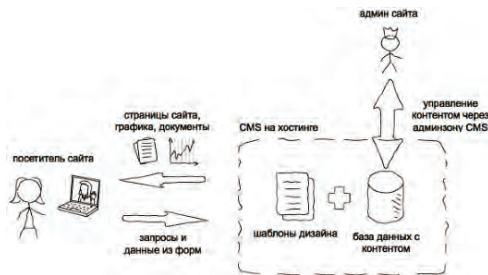 админ сайта
страницы сайта,
графика, документы
CMS на хостинге
управление
контентом через
админзону CMS
посетитель сайта
шаблоны дизайна
база данных с
контентом
запросы и
данные из форм